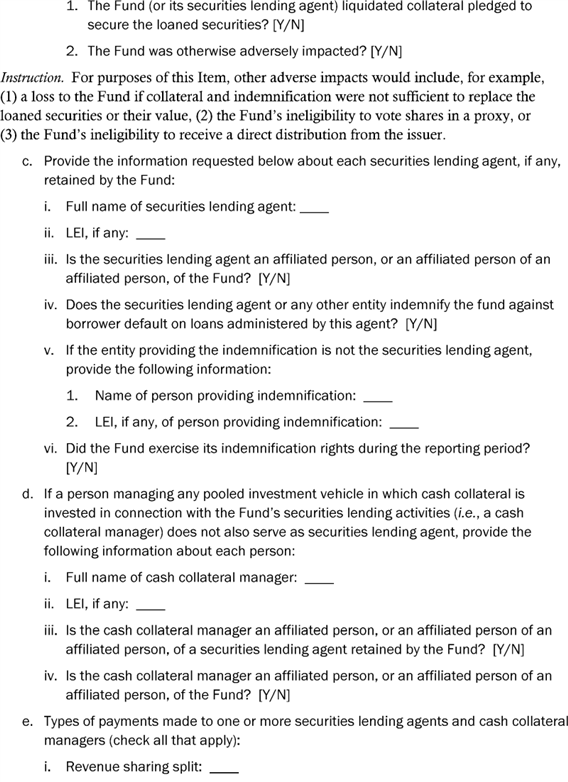 1. The Fund (or its securities lending agent) liquidated collateral pledged to
secure the loaned securities? [Y/N]
2. The Fund was otherwise adversely impacted? [Y/N]
Instruction. For purposes of this Item, other adverse impacts would include, for example,
(1) a loss to the Fund if collateral and indemnification were not sufficient to replace the
loaned securities or their value, (2) the Fund's ineligibility to vote shares in a proxy, or
(3) the Fund's ineligibility to receive a direct distribution from the issuer.
c. Provide the information requested below about each securities lending agent, if any,
retained by the Fund:
i. Full name of securities lending agent: ____
ii. LEI, if any: ____
iii. Is the securities lending agent an affiliated person, or an affiliated person of an
affiliated person, of the Fund? [Y/N]
iv. Does the securities lending agent or any other entity indemnify the fund against
borrower default on loans administered by this agent? [Y/N]
v. If the entity providing the indemnification is not the securities lending agent,
provide the following information:
1. Name of person providing indemnification: ____
2. LEI, if any, of person providing indemnification: ____
vi. Did the Fund exercise its indemnification rights during the reporting period?
[Y/N]
d. If a person managing any pooled investment vehicle in which cash collateral is
invested in connection with the Fund's securities lending activities (i.e., a cash
collateral manager) does not also serve as securities lending agent, provide the
following information about each person:
i. Full name of cash collateral manager: ____
ii. LEI, if any: ____
iii. Is the cash collateral manager an affiliated person, or an affiliated person of an
affiliated person, of a securities lending agent retained by the Fund? [Y/N]
iv. Is the cash collateral manager an affiliated person, or an affiliated person of an
affiliated person, of the Fund? [Y/N]
e. Types of payments made to one or more securities lending agents and cash collateral
managers (check all that apply):
i. Revenue sharing split: ____